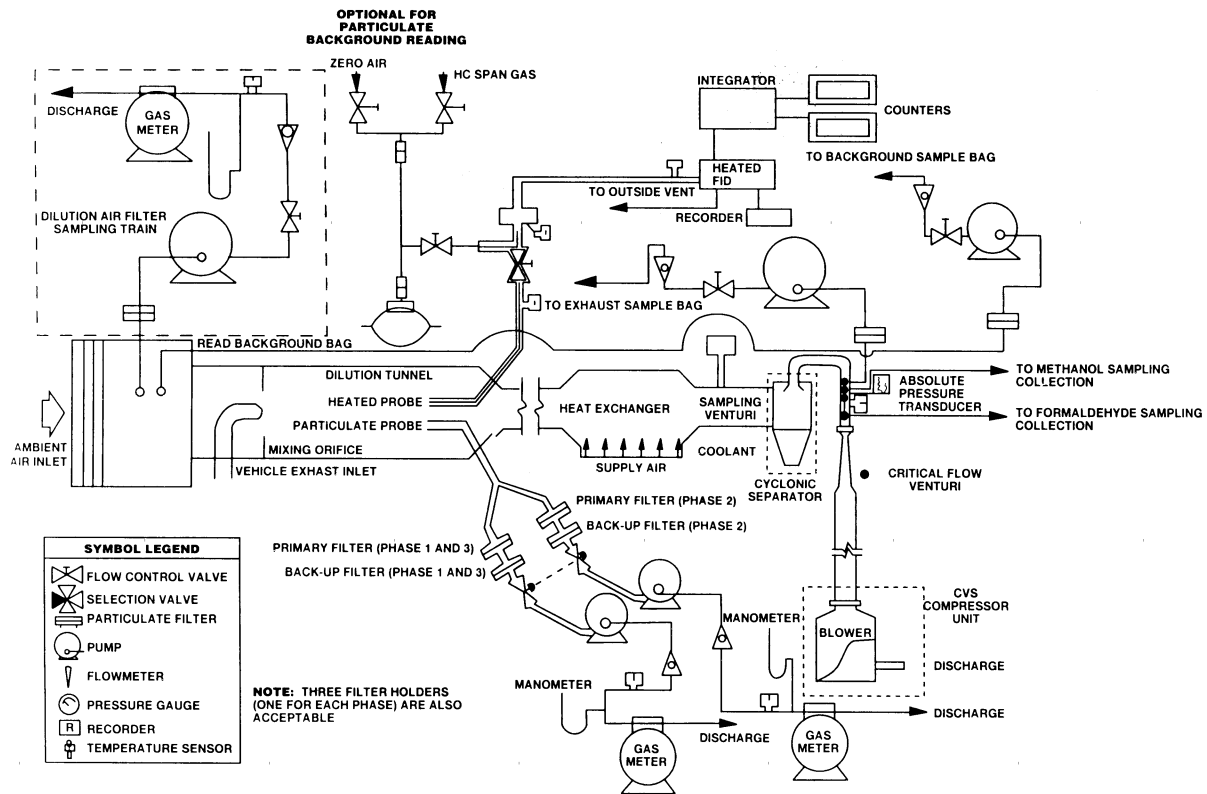 OPTIONAL FOR
PARTICULATE
BACKGROUND READING
ZERO AIR
HC SPAN GAS
DISCHARGE
GAS
METER
DILUTION AIR FILTER
SAMPLING TRAIN
INTEGRATOR
COUNTERS
HEATED
FID
TO OUTSIDE VENT
RECORDER
TO BACKGROUND SAMPLE BAG
TO EXHAUST SAMPLE BAG
READ BACKGROUND BAG
DILUTION TUNNEL
HEATED PROBE
PARTICULATE PROBE
MIXING ORIFICE
VEHICLE EXHAST INLET
AMBIENT
AIR INLET
HEAT EXCHANGER
SUPPLY AIR
SAMPLING
VENTURI
COOLANT
CYCLONIC
SEPARATOR
ABSOLUTE
PRESSURE
TRANSDUCER
TO METHANOL SAMPLING
COLLECTION
TO FORMALDEHYDE SAMPLING
COLLECTION
CRITICAL FLOW
VENTURI
PRIMARY FILTER (PHASE 2)
BACK-UP FILTER (PHASE 2)
PRIMARY FILTER (PHASE 1 AND 3)
BACK-UP FILTER (PHASE 1 AND 3)
CVS
COMPRESSOR
UNIT
BLOWER
DISCHARGE
MANOMETER
MANOMETER
DISCHARGE
DISCHARGE
GAS
METER
GAS
METER
SYMBOL LEGEND
FLOW CONTROL VALVE
SELECTION VALVE
PARTICULATE FILTER
PUMP
FLOWMETER
PRESSURE GAUGE
R RECORDER
TEMPERATURE SENSOR
NOTE: THREE FILTER HOLDERS
(ONE FOR EACH PHASE) ARE ALSO
ACCEPTABLE